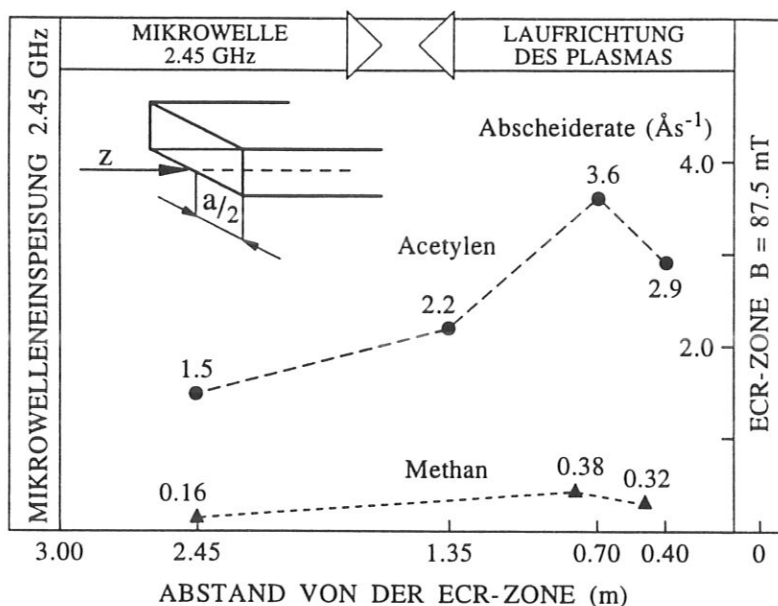 MIKROWELLE
2.45 GHz
LAUFRICHTUNG
DES PLASMAS
MIKROWELLENEINSPEISUNG 2.45 GHz
z
a/2
Abscheiderate (Ås⁻¹)
4.0
3.6
Acetylen
2.9
2.2
2.0
1.5
Methan
0.38
0.32
0.16
ECR-ZONE B = 87.5 mT
3.00
2.45
1.35
0.70
0.40
0
ABSTAND VON DER ECR-ZONE (m)